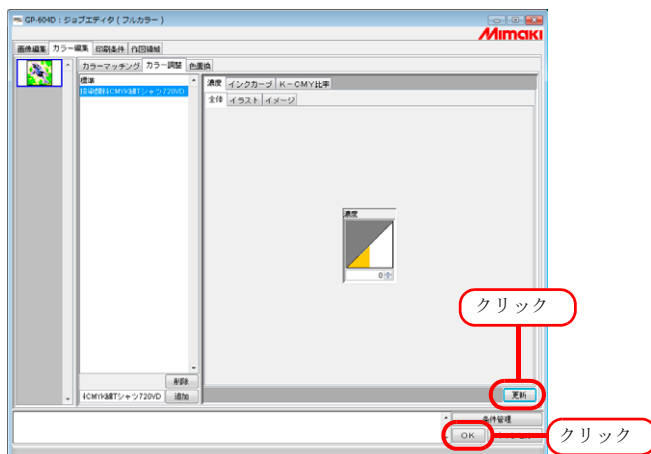 GP-604D：ジョブエディタ ( フルカラー )
Mimaki
画像編集 カラー編集 印刷条件 作図領域
カラーマッチング カラー調整 色置換
標準
濃度 インクカーブ K－CMY比率
全体 イラスト イメージ
濃度
0
クリック
削除
追加
更新
条件管理
OK
クリック